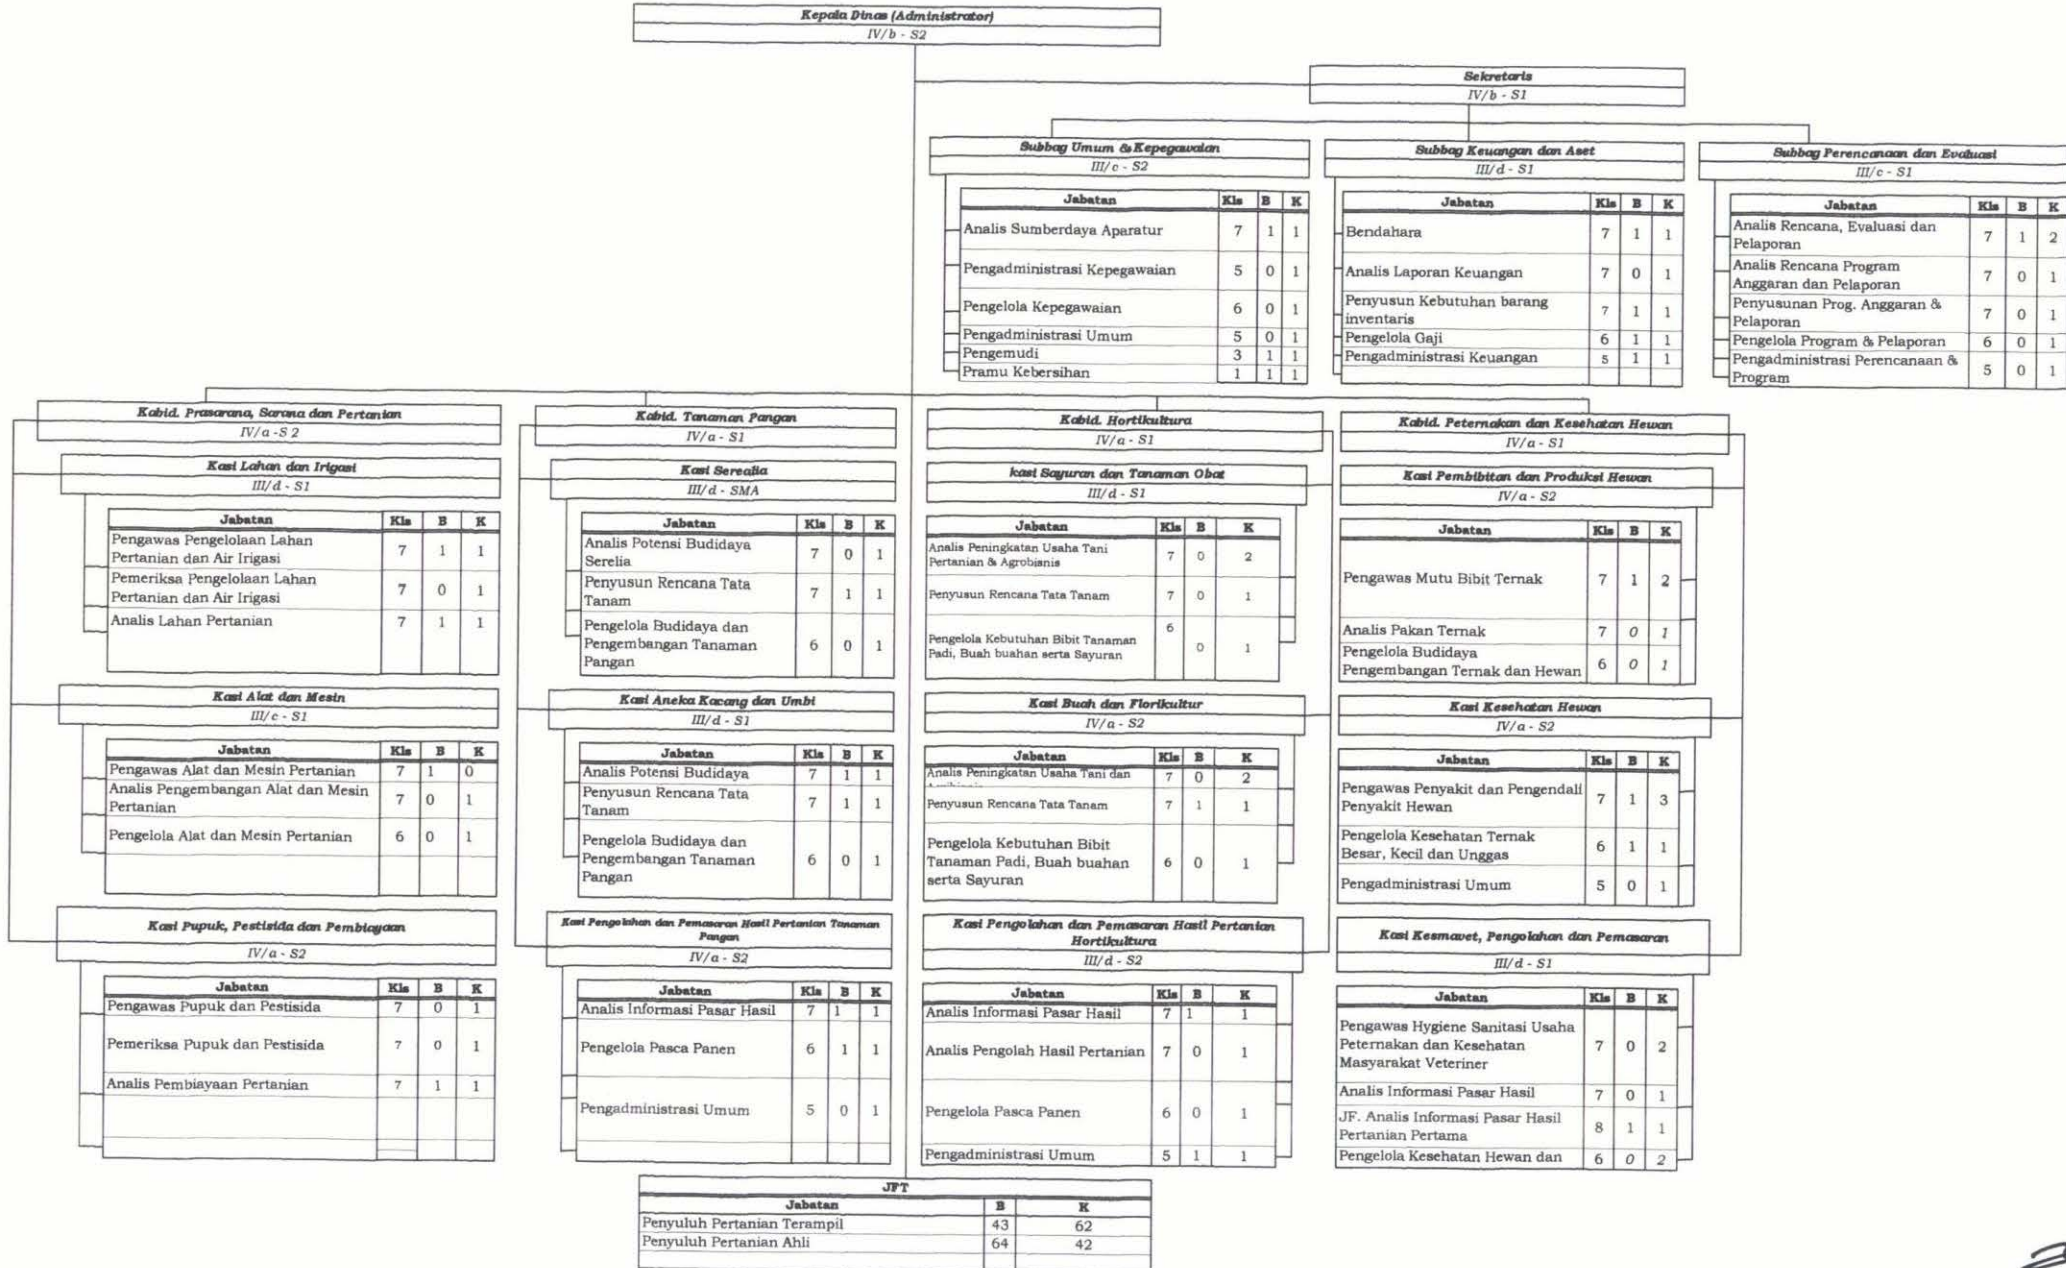 Kepala Dinas (Administrator)
IV/b - S2
Sekretaris
IV/b - S1
Subbag Umum & Kepegawaian
III/c - S2
Jabatan Kls B K
Analis Sumberdaya Aparatur 7 1 1
Pengadministrasi Kepegawaian 5 0 1
Pengelola Kepegawaian 6 0 1
Pengadministrasi Umum 5 0 1
Pengemudi 3 1 1
Pramu Kebersihan 1 1 1
Subbag Keuangan dan Aset
III/d - S1
Jabatan Kls B K
Bendahara 7 1 1
Analis Laporan Keuangan 7 0 1
Penyusun Kebutuhan barang
inventaris 7 1 1
Pengelola Gaji 6 1 1
Pengadministrasi Keuangan 5 1 1
Subbag Perencanaan dan Evaluasi
III/c - S1
Jabatan Kls B K
Analis Rencana, Evaluasi dan
Pelaporan 7 1 2
Analis Rencana Program
Anggaran dan Pelaporan 7 0 1
Penyusunan Prog. Anggaran &
Pelaporan 7 0 1
Pengelola Program & Pelaporan 6 0 1
Pengadministrasi Perencanaan &
Program 5 0 1
Kabid. Prasarana, Sarana dan Pertanian
IV/a -S 2
Kasi Lahan dan Irigasi
III/d - S1
Jabatan Kls B K
Pengawas Pengelolaan Lahan
Pertanian dan Air Irigasi 7 1 1
Pemeriksa Pengelolaan Lahan
Pertanian dan Air Irigasi 7 0 1
Analis Lahan Pertanian 7 1 1
Kasi Alat dan Mesin
III/c - S1
Jabatan Kls B K
Pengawas Alat dan Mesin Pertanian 7 1 0
Analis Pengembangan Alat dan Mesin
Pertanian 7 0 1
Pengelola Alat dan Mesin Pertanian 6 0 1
Kasi Pupuk, Pestisida dan Pembiayaan
IV/a - S2
Jabatan Kls B K
Pengawas Pupuk dan Pestisida 7 0 1
Pemeriksa Pupuk dan Pestisida 7 0 1
Analis Pembiayaan Pertanian 7 1 1
Kabid. Tanaman Pangan
IV/a - S1
Kasi Serealia
III/d - SMA
Jabatan Kls B K
Analis Potensi Budidaya
Serelia 7 0 1
Penyusun Rencana Tata
Tanam 7 1 1
Pengelola Budidaya dan
Pengembangan Tanaman
Pangan 6 0 1
Kasi Aneka Kacang dan Umbi
III/d - S1
Jabatan Kls B K
Analis Potensi Budidaya 7 1 1
Penyusun Rencana Tata
Tanam 7 1 1
Pengelola Budidaya dan
Pengembangan Tanaman
Pangan 6 0 1
Kasi Pengolahan dan Pemasaran Hasil Pertanian Tanaman
Pangan
IV/a - S2
Jabatan Kls B K
Analis Informasi Pasar Hasil 7 1 1
Pengelola Pasca Panen 6 1 1
Pengadministrasi Umum 5 0 1
Kabid. Hortikultura
IV/a - S1
kasi Sayuran dan Tanaman Obat
III/d - S1
Jabatan Kls B K
Analis Peningkatan Usaha Tani
Pertanian & Agrobisnis 7 0 2
Penyusun Rencana Tata Tanam 7 0 1
Pengelola Kebutuhan Bibit Tanaman
Padi, Buah buahan serta Sayuran 6 0 1
Kasi Buah dan Florikultur
IV/a - S2
Jabatan Kls B K
Analis Peningkatan Usaha Tani dan 7 0 2
Penyusun Rencana Tata Tanam 7 1 1
Pengelola Kebutuhan Bibit
Tanaman Padi, Buah buahan
serta Sayuran 6 0 1
Kasi Pengolahan dan Pemasaran Hasil Pertanian
Hortikultura
III/d - S2
Jabatan Kls B K
Analis Informasi Pasar Hasil 7 1 1
Analis Pengolah Hasil Pertanian 7 0 1
Pengelola Pasca Panen 6 0 1
Pengadministrasi Umum 5 1 1
Kabid. Peternakan dan Kesehatan Hewan
IV/a - S1
Kasi Pembibitan dan Produksi Hewan
IV/a - S2
Jabatan Kls B K
Pengawas Mutu Bibit Ternak 7 1 2
Analis Pakan Ternak 7 0 1
Pengelola Budidaya
Pengembangan Ternak dan Hewan 6 0 1
Kasi Kesehatan Hewan
IV/a - S2
Jabatan Kls B K
Pengawas Penyakit dan Pengendali
Penyakit Hewan 7 1 3
Pengelola Kesehatan Ternak
Besar, Kecil dan Unggas 6 1 1
Pengadministrasi Umum 5 0 1
Kasi Kesmavet, Pengolahan dan Pemasaran
III/d - S1
Jabatan Kls B K
Pengawas Hygiene Sanitasi Usaha
Peternakan dan Kesehatan
Masyarakat Veteriner 7 0 2
Analis Informasi Pasar Hasil 7 0 1
JF. Analis Informasi Pasar Hasil
Pertanian Pertama 8 1 1
Pengelola Kesehatan Hewan dan 6 0 2
JFT
Jabatan B K
Penyuluh Pertanian Terampil 43 62
Penyuluh Pertanian Ahli 64 42